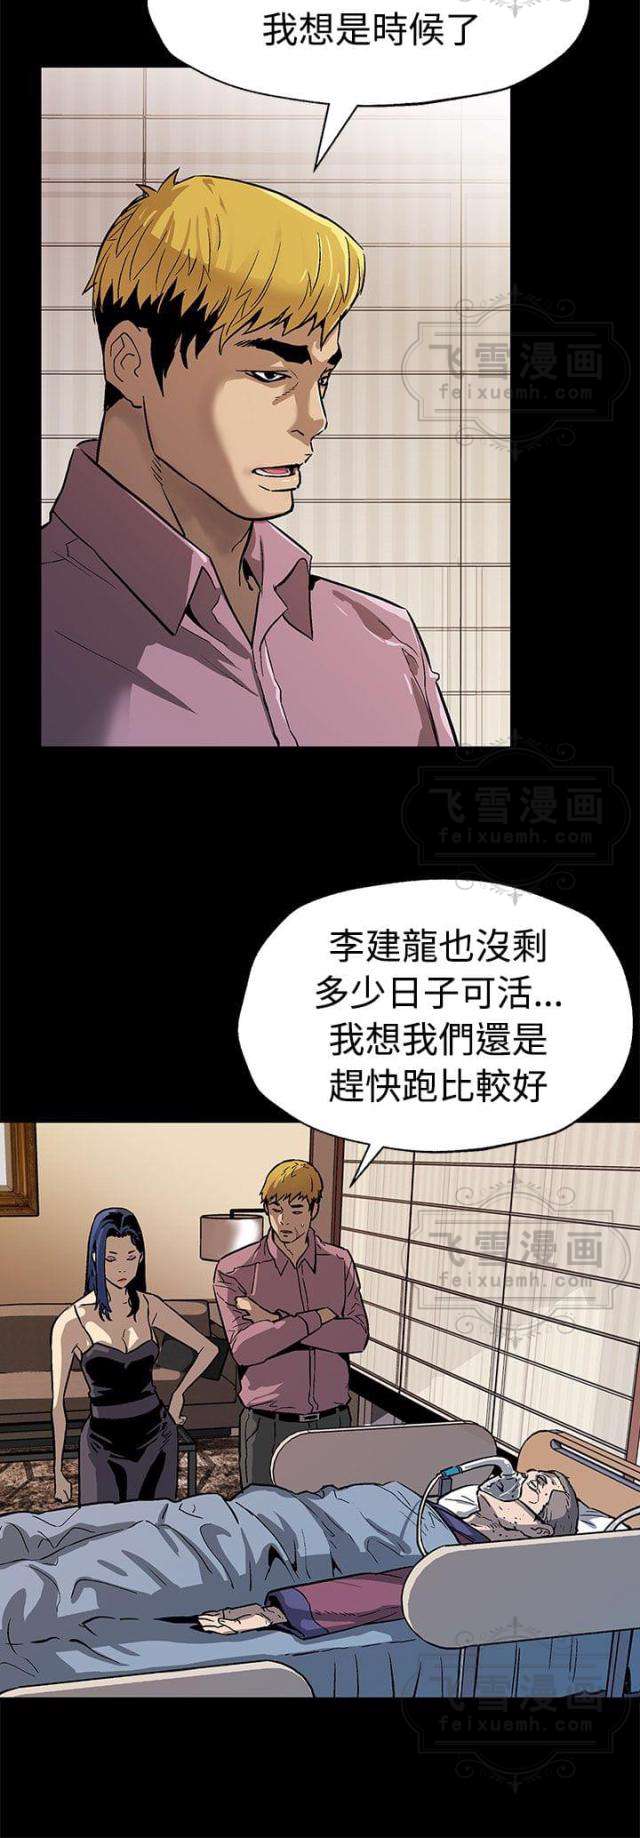 我想是時候了
飞雪漫画
feixuemh.com
飞雪漫画
feixuemh.com
李建龍也沒剩
多少日子可活...
我想我們還是
趕快跑比較好
飞雪漫画
feixuemh.com
飞雪漫画
feixuemh.com